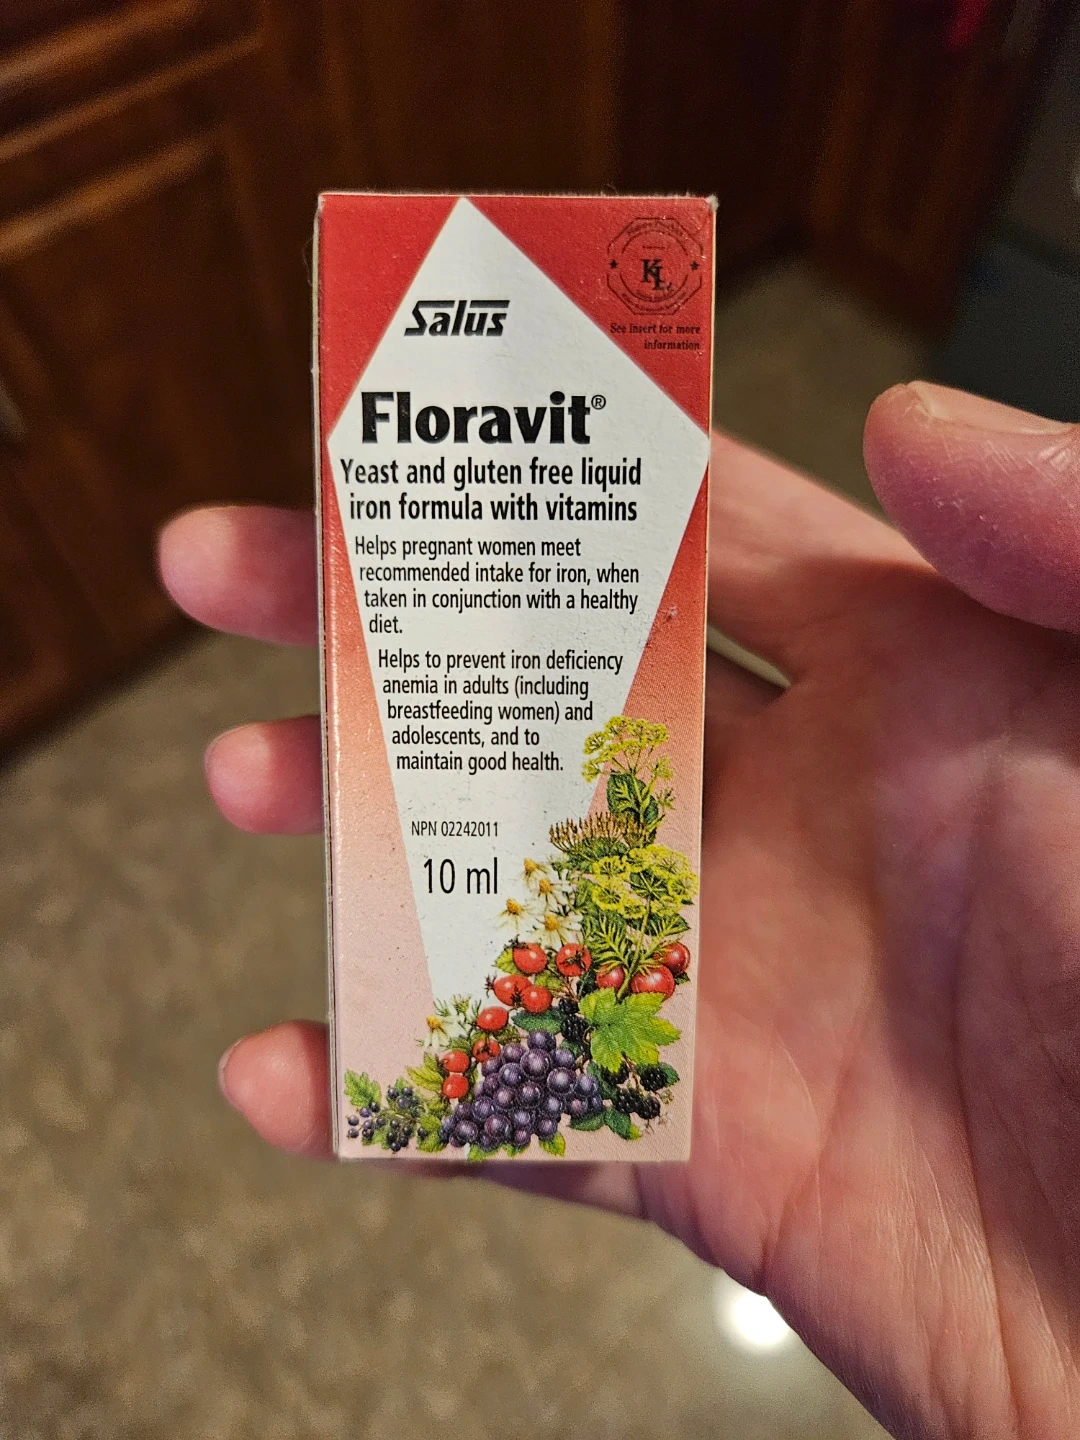 Salus
KL
See insert for more
information
Floravit®
Yeast and gluten free liquid
iron formula with vitamins
Helps pregnant women meet
recommended intake for iron, when
taken in conjunction with a healthy
diet.
Helps to prevent iron deficiency
anemia in adults (including
breastfeeding women) and
adolescents, and to
maintain good health.
NPN 02242011
10 ml